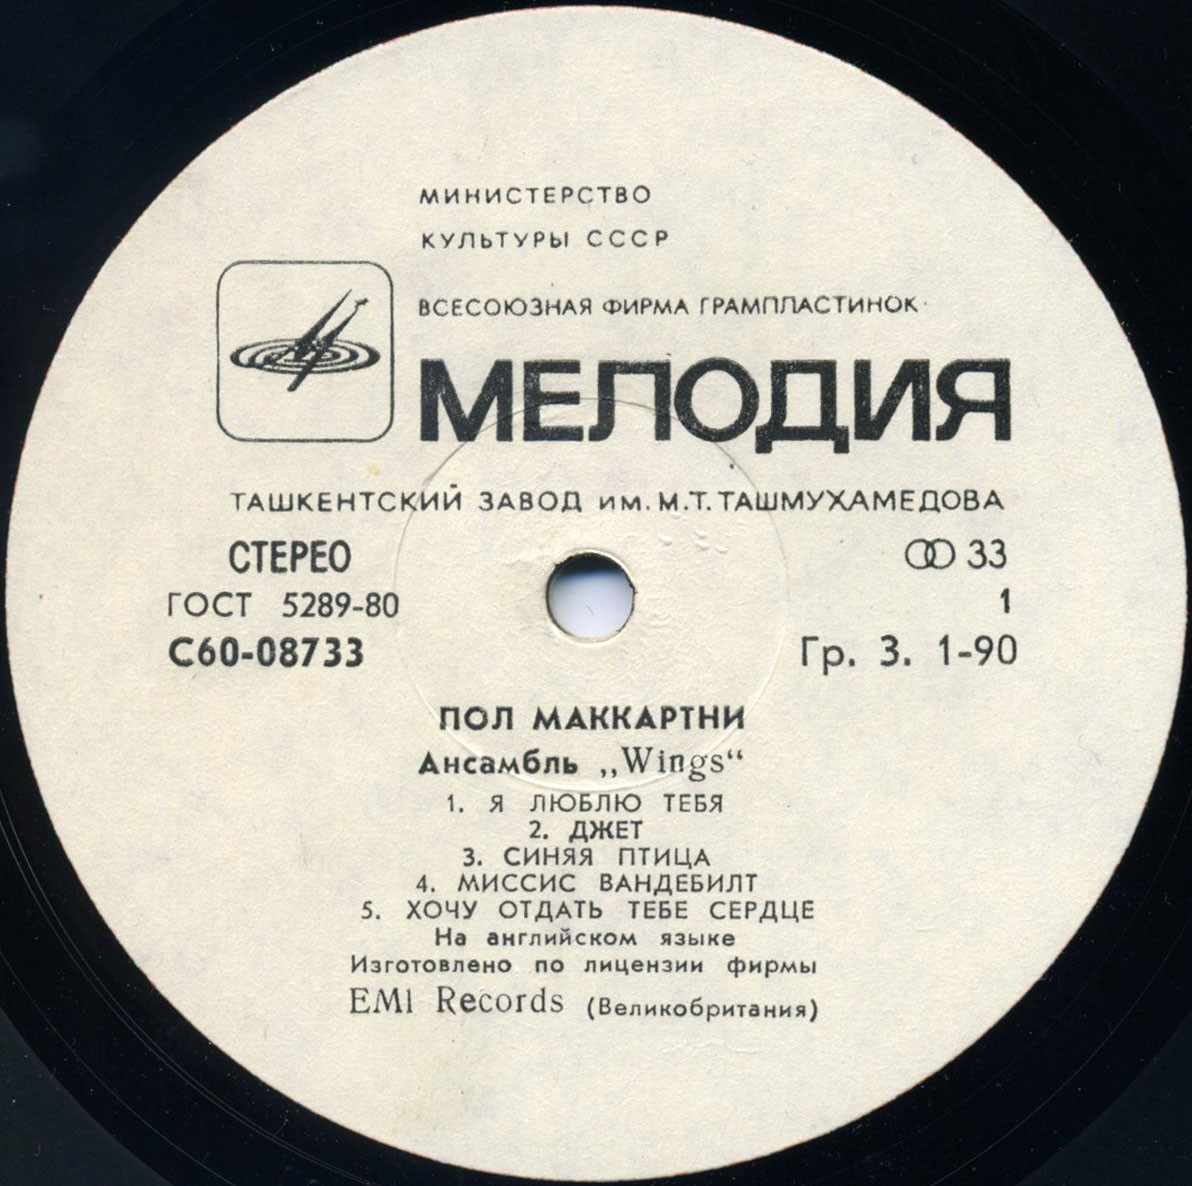 МИНИСТЕРСТВО
КУЛЬТУРЫ СССР
ВСЕСОЮЗНАЯ ФИРМА ГРАМПЛАСТИНОК
МЕЛОДИЯ
ТАШКЕНТСКИЙ ЗАВОД им. М.Т. ТАШМУХАМЕДОВА
СТЕРЕО 33
ГОСТ 5289-80 1
С60-08733 Гр. 3. 1-90
ПОЛ МАККАРТНИ
Ансамбль „Wings“
1. Я ЛЮБЛЮ ТЕБЯ
2. ДЖЕТ
3. СИНЯЯ ПТИЦА
4. МИССИС ВАНДЕБИЛТ
5. ХОЧУ ОТДАТЬ ТЕБЕ СЕРДЦЕ
На английском языке
Изготовлено по лицензии фирмы
EMI Records (Великобритания)